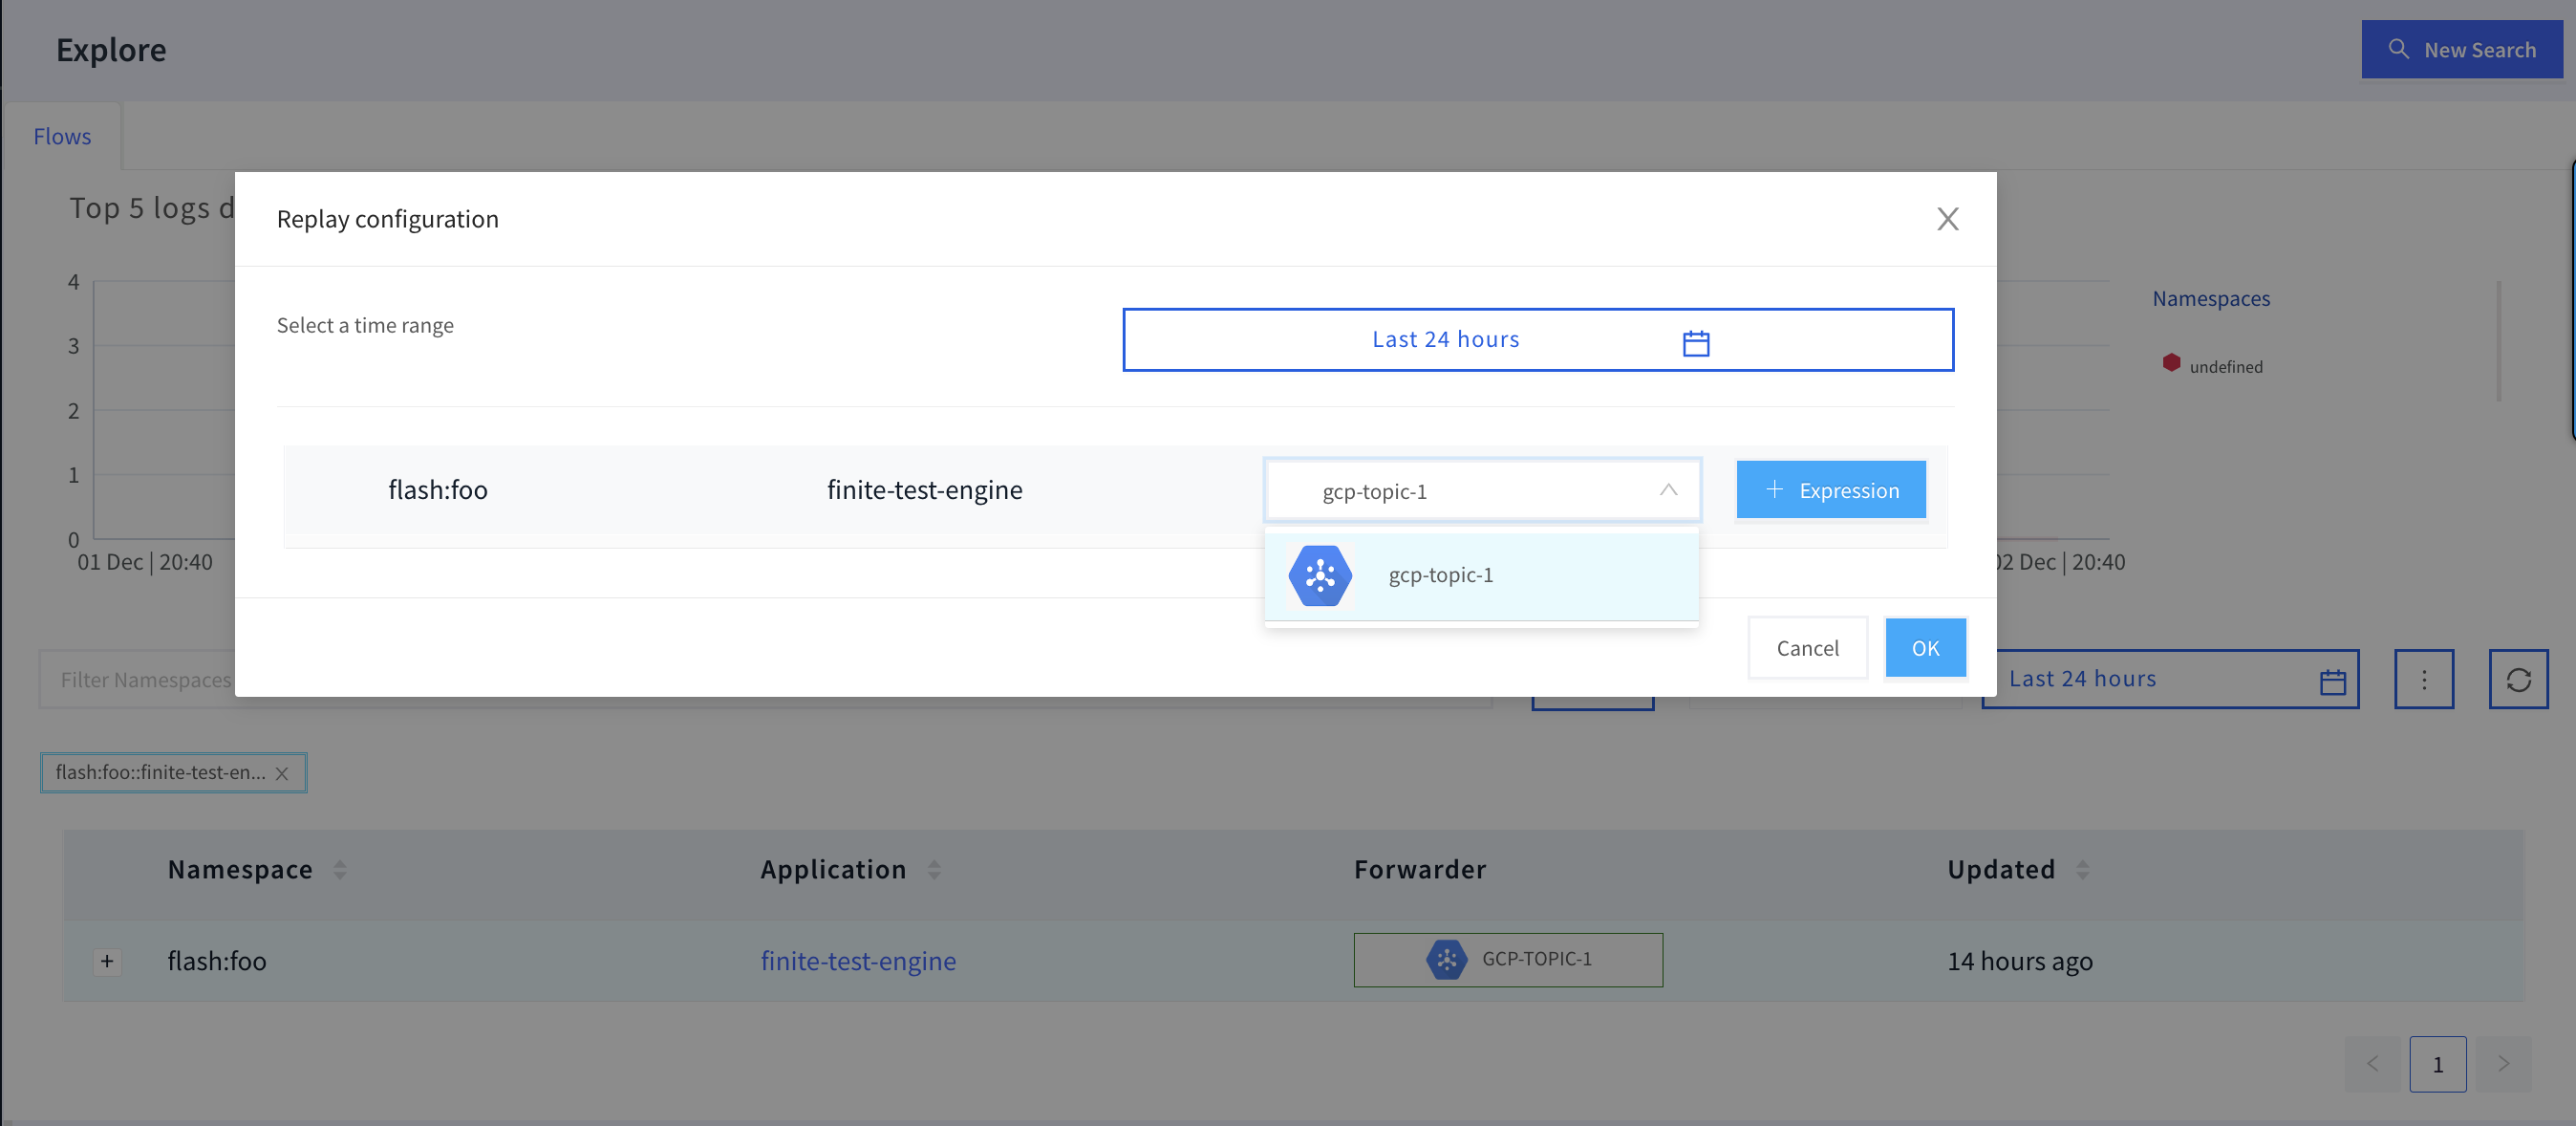 Explore
New Search
Flows
Top 5 logs d
Replay configuration
Select a time range
Last 24 hours
4
3
2
1
0
01 Dec | 20:40
02 Dec | 20:40
Namespaces
undefined
flash:foo
finite-test-engine
gcp-topic-1
Expression
gcp-topic-1
Cancel
OK
Filter Namespaces
Last 24 hours
flash:foo::finite-test-en...
Namespace
Application
Forwarder
Updated
flash:foo
finite-test-engine
GCP-TOPIC-1
14 hours ago
1